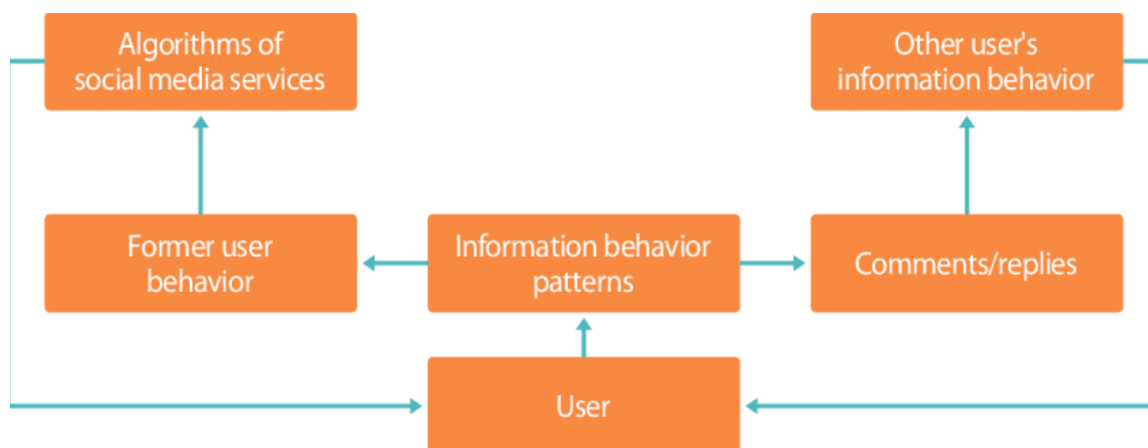 Algorithms of
social media services
Other user's
information behavior
Former user
behavior
Information behavior
patterns
Comments/replies
User